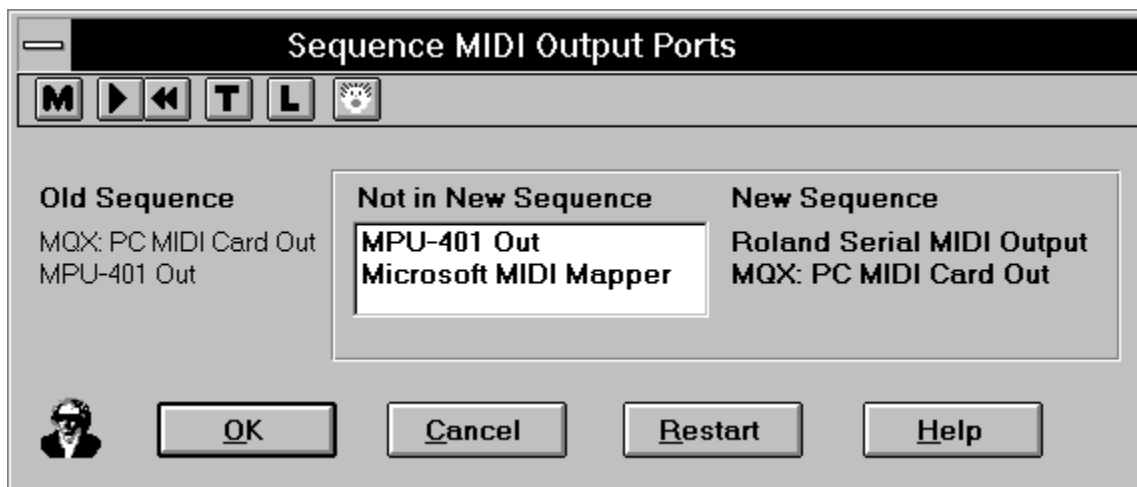 Sequence MIDI Output Ports
M T L
Old Sequence
MQX: PC MIDI Card Out
MPU-401 Out
Not in New Sequence
MPU-401 Out
Microsoft MIDI Mapper
New Sequence
Roland Serial MIDI Output
MQX: PC MIDI Card Out
OK Cancel Restart Help